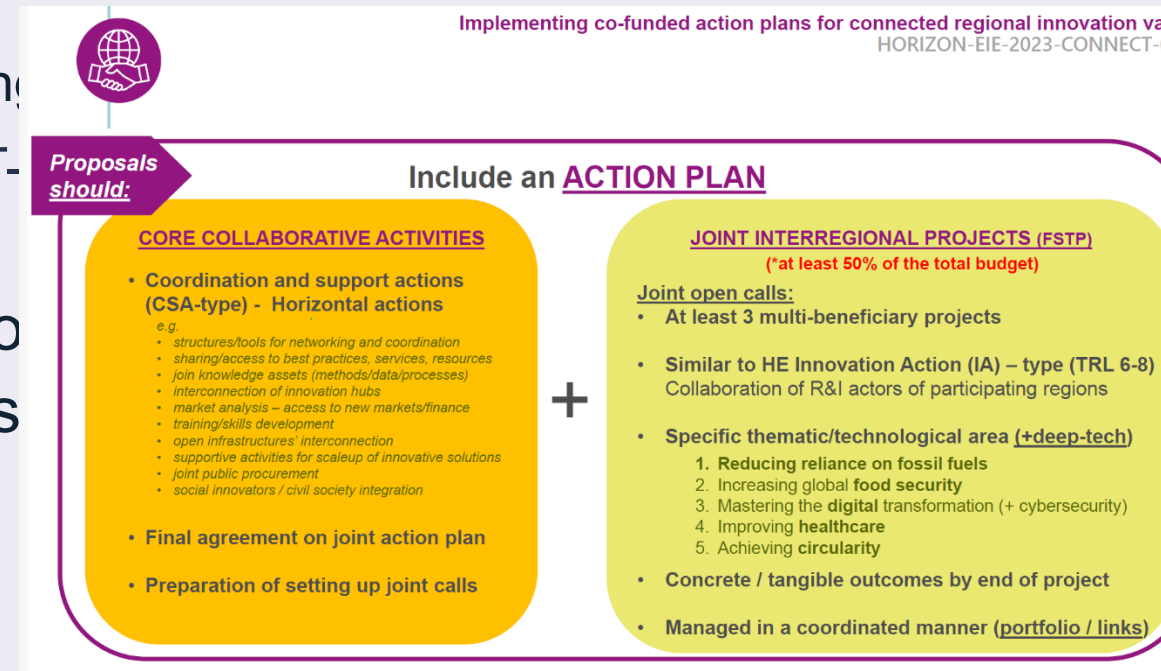 Implementing co-funded action plans for connected regional innovation va
HORIZON-EIE-2023-CONNECT-
Proposals
should:
Include an ACTION PLAN
CORE COLLABORATIVE ACTIVITIES
• Coordination and support actions
(CSA-type) - Horizontal actions
e.g.
• structures/tools for networking and coordination
• sharing/access to best practices, services, resources
• join knowledge assets (methods/data/processes)
• interconnection of innovation hubs
• market analysis – access to new markets/finance
• training/skills development
• open infrastructures' interconnection
• supportive activities for scaleup of innovative solutions
• joint public procurement
• social innovators / civil society integration
• Final agreement on joint action plan
• Preparation of setting up joint calls
+
JOINT INTERREGIONAL PROJECTS (FSTP)
(*at least 50% of the total budget)
Joint open calls:
• At least 3 multi-beneficiary projects
• Similar to HE Innovation Action (IA) – type (TRL 6-8)
Collaboration of R&I actors of participating regions
• Specific thematic/technological area (+deep-tech)
1. Reducing reliance on fossil fuels
2. Increasing global food security
3. Mastering the digital transformation (+ cybersecurity)
4. Improving healthcare
5. Achieving circularity
• Concrete / tangible outcomes by end of project
• Managed in a coordinated manner (portfolio / links)